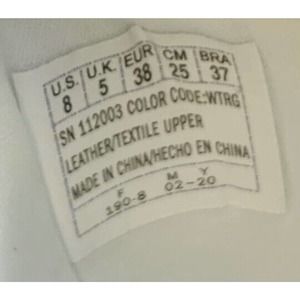 U.S. U.K. EUR CM BRA
8 5 38 25 37
SN 112003 COLOR CODE:WTRG
LEATHER/TEXTILE UPPER
MADE IN CHINA/HECHO EN CHINA
F M Y
190-8 02-20